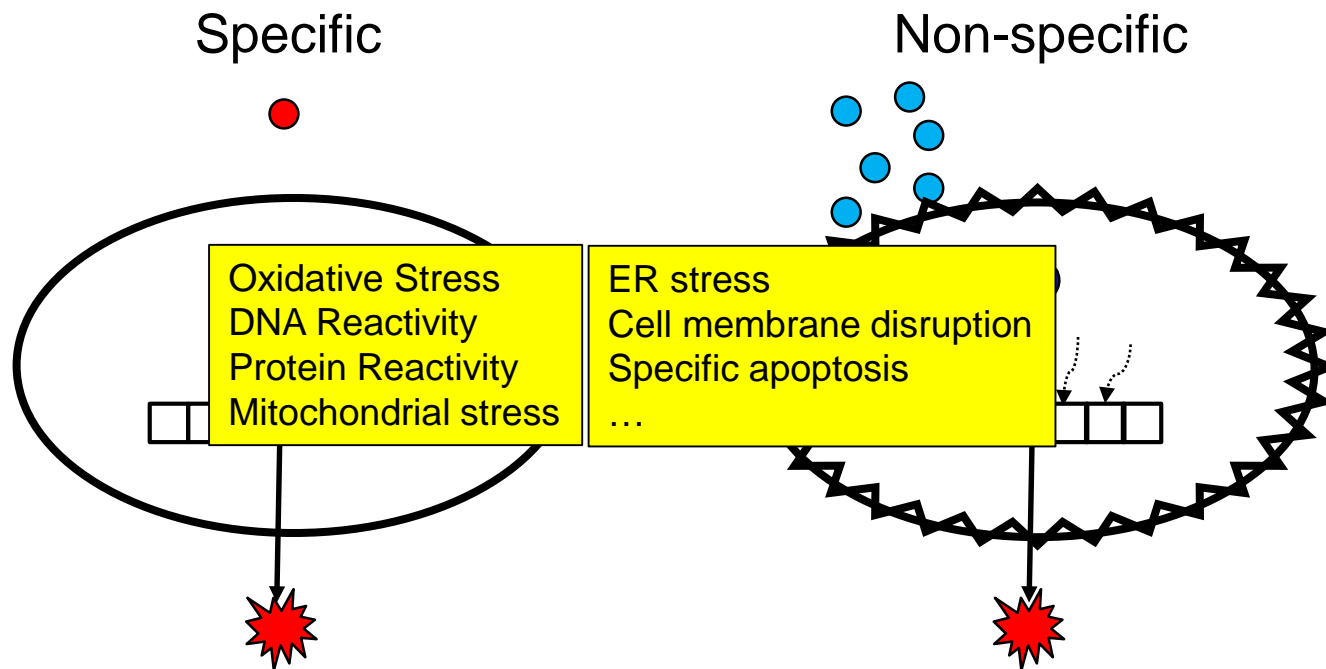 Specific
Non-specific
Oxidative Stress
DNA Reactivity
Protein Reactivity
Mitochondrial stress
ER stress
Cell membrane disruption
Specific apoptosis
…